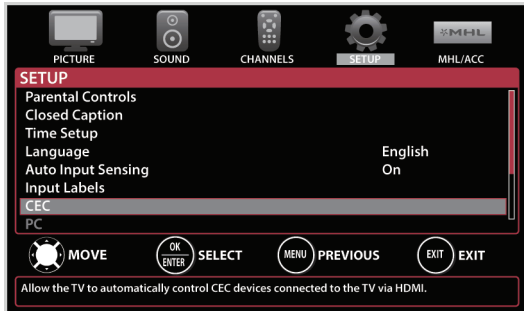 PICTURE SOUND CHANNELS SETUP MHL/ACC
MHL
SETUP
Parental Controls
Closed Caption
Time Setup
Language English
Auto Input Sensing On
Input Labels
CEC
PC
MOVE OK ENTER SELECT MENU PREVIOUS EXIT EXIT
Allow the TV to automatically control CEC devices connected to the TV via HDMI.